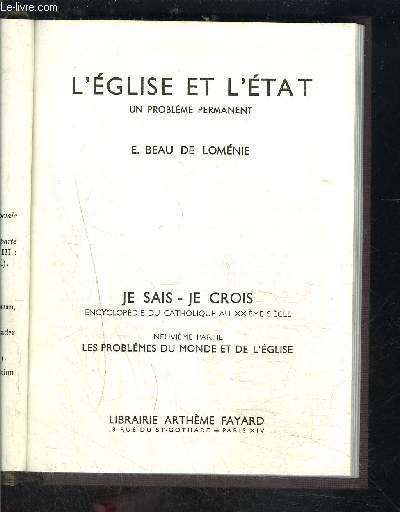 le-livre.com
L'ÉGLISE ET L'ÉTAT
UN PROBLÈME PERMANENT
E. BEAU DE LOMÉNIE
JE SAIS - JE CROIS
ENCYCLOPÉDIE DU CATHOLIQUE AU XXÈME SIÈCLE
NEUVIÈME PARTIE
LES PROBLÈMES DU MONDE ET DE L'ÉGLISE
LIBRAIRIE ARTHÈME FAYARD
18 RUE DU ST-GOTHARD — PARIS XIV